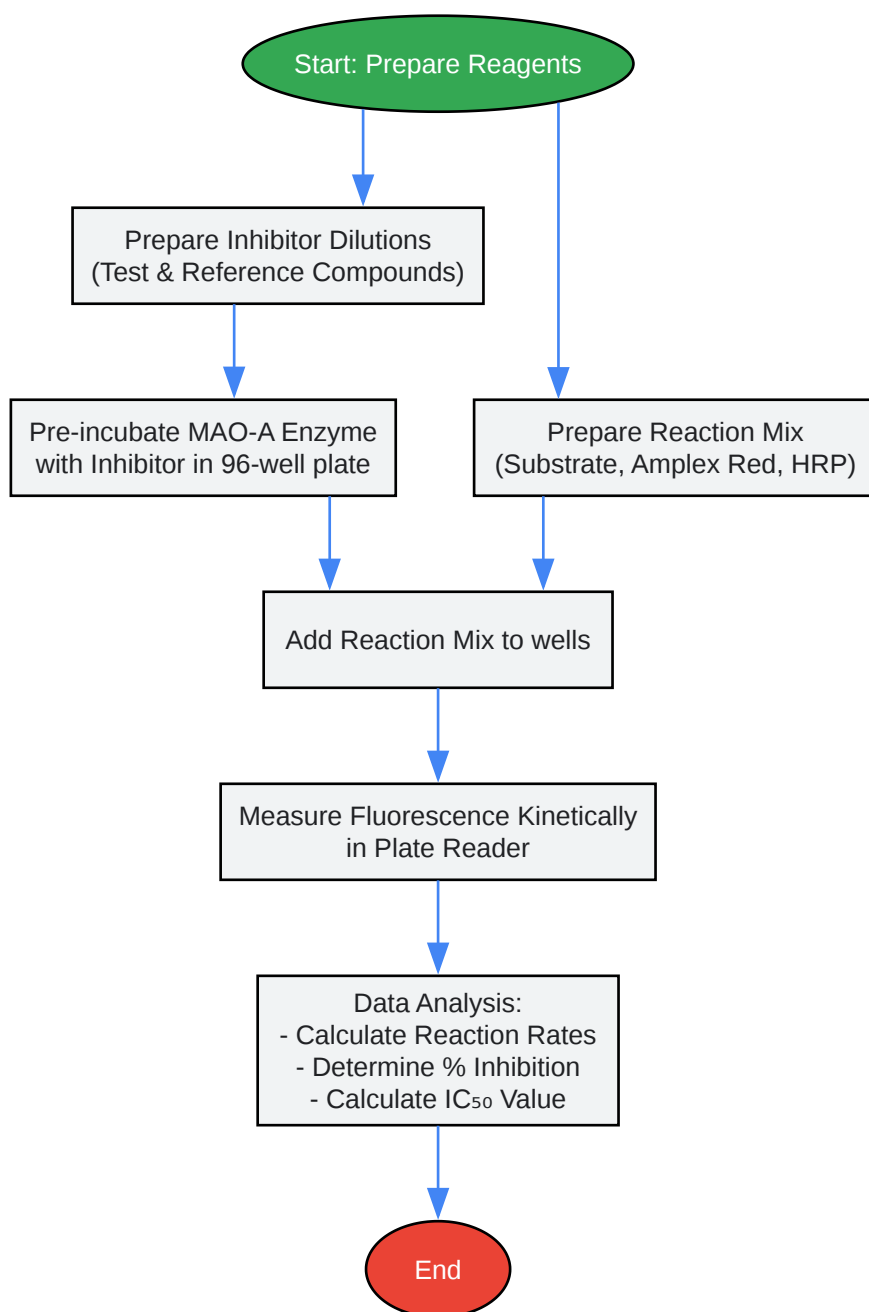 Start: Prepare Reagents
Prepare Inhibitor Dilutions
(Test & Reference Compounds)
Pre-incubate MAO-A Enzyme
with Inhibitor in 96-well plate
Prepare Reaction Mix
(Substrate, Amplex Red, HRP)
Add Reaction Mix to wells
Measure Fluorescence Kinetically
in Plate Reader
Data Analysis:
- Calculate Reaction Rates
- Determine % Inhibition
- Calculate IC₅₀ Value
End